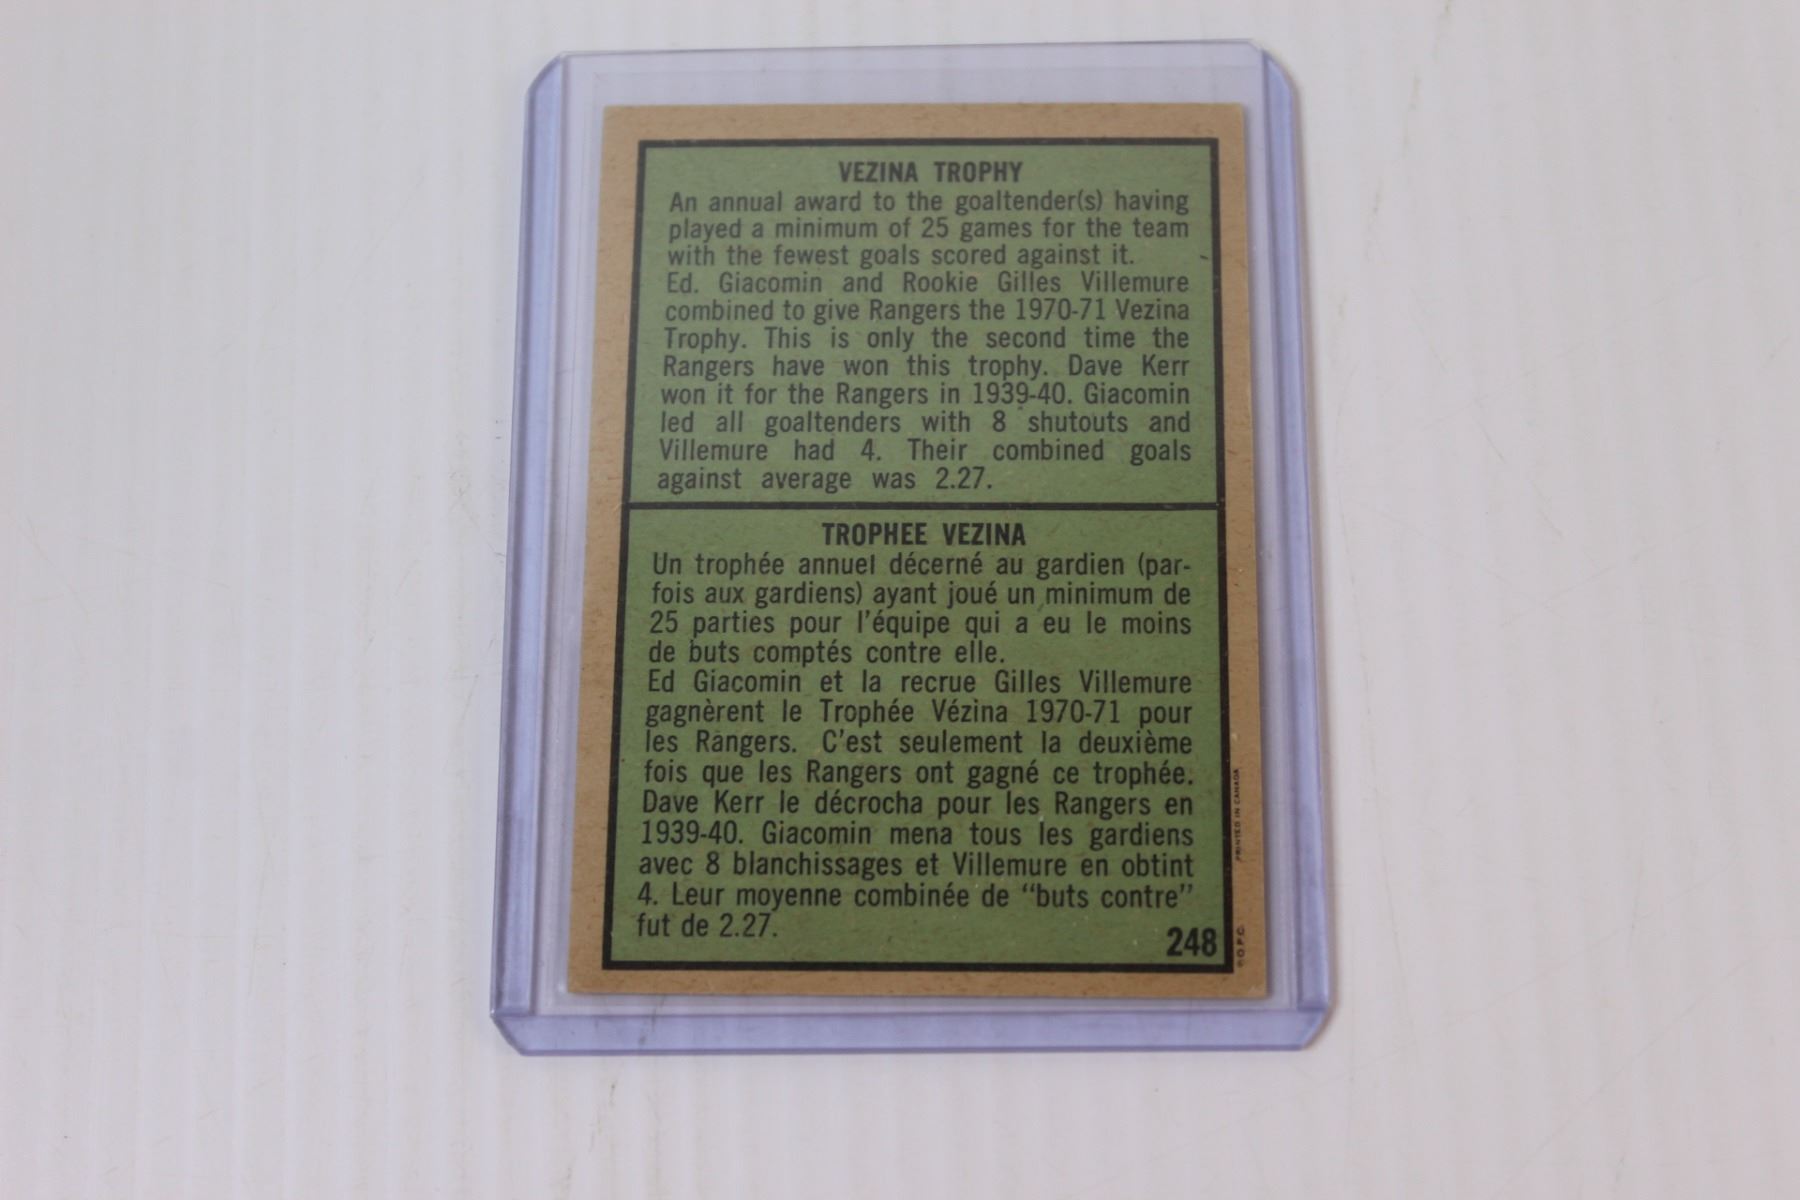 VEZINA TROPHY
An annual award to the goaltender(s) having
played a minimum of 25 games for the team
with the fewest goals scored against it.
Ed. Giacomin and Rookie Gilles Villemure
combined to give Rangers the 1970-71 Vezina
Trophy. This is only the second time the
Rangers have won this trophy. Dave Kerr
won it for the Rangers in 1939-40. Giacomin
led all goaltenders with 8 shutouts and
Villemure had 4. Their combined goals
against average was 2.27.
TROPHEE VEZINA
Un trophée annuel décerné au gardien (par-
fois aux gardiens) ayant joué un minimum de
25 parties pour l'équipe qui a eu le moins
de buts comptés contre elle.
Ed Giacomin et la recrue Gilles Villemure
gagnèrent le Trophée Vézina 1970-71 pour
les Rangers. C'est seulement la deuxième
fois que les Rangers ont gagné ce trophée.
Dave Kerr le décrocha pour les Rangers en
1939-40. Giacomin mena tous les gardiens
avec 8 blanchissages et Villemure en obtint
4. Leur moyenne combinée de "buts contre"
fut de 2.27.
248
©O.P.C.
PRINTED IN CANADA